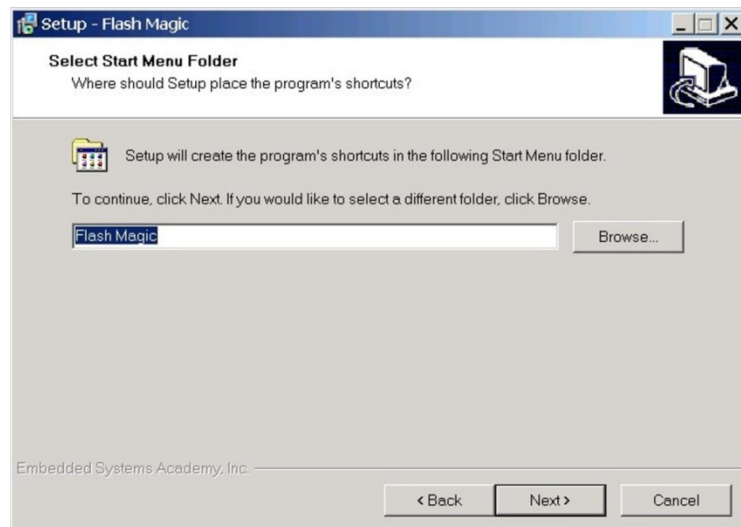 Setup - Flash Magic
Select Start Menu Folder
Where should Setup place the program's shortcuts?
Setup will create the program's shortcuts in the following Start Menu folder.
To continue, click Next. If you would like to select a different folder, click Browse.
Flash Magic
Browse...
Embedded Systems Academy, Inc.
< Back
Next >
Cancel